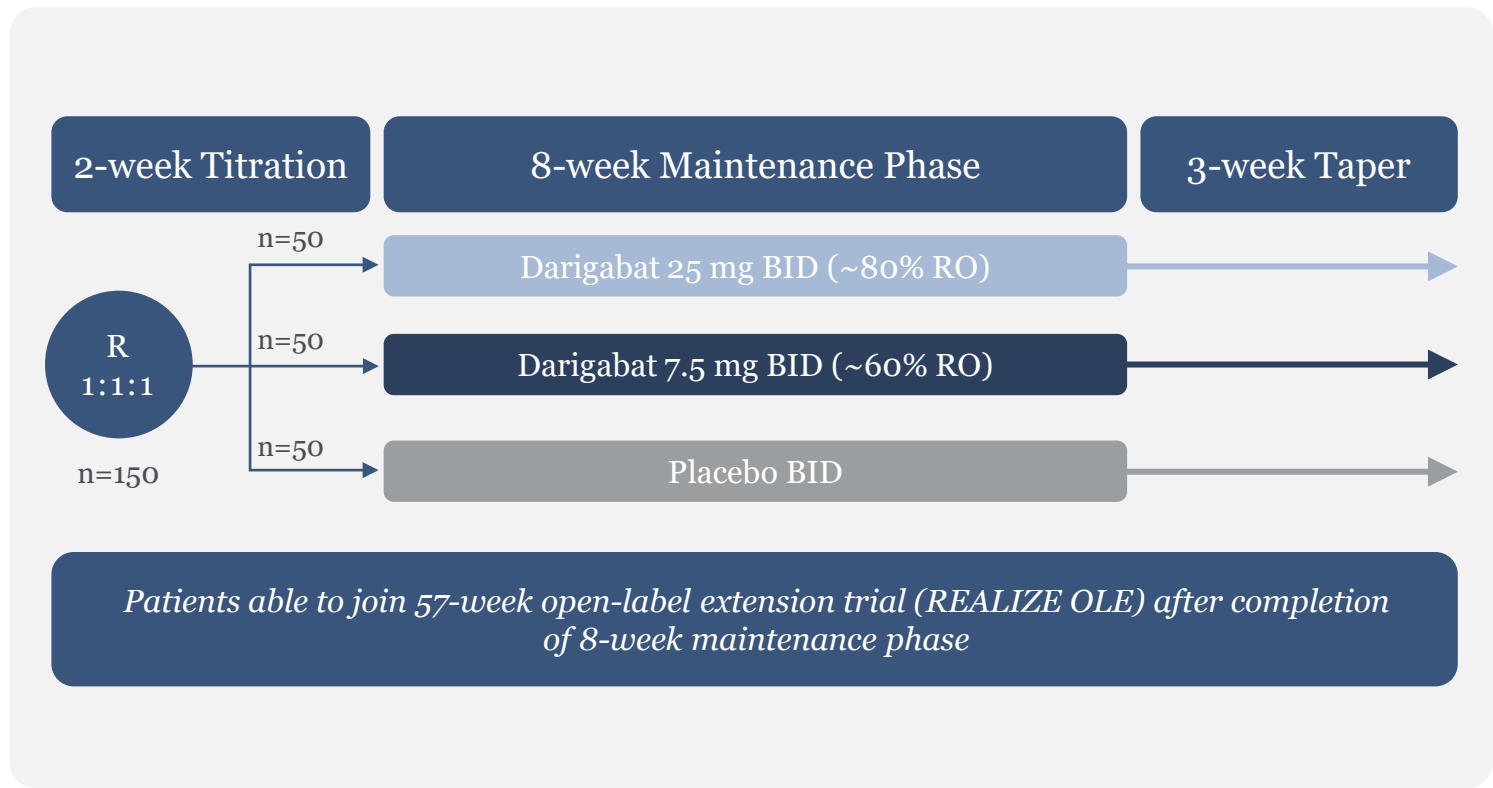 2-week Titration
8-week Maintenance Phase
3-week Taper
n=50
Darigabat 25 mg BID (~80% RO)
R
1:1:1
n=50
Darigabat 7.5 mg BID (~60% RO)
n=50
Placebo BID
n=150
Patients able to join 57-week open-label extension trial (REALIZE OLE) after completion
of 8-week maintenance phase